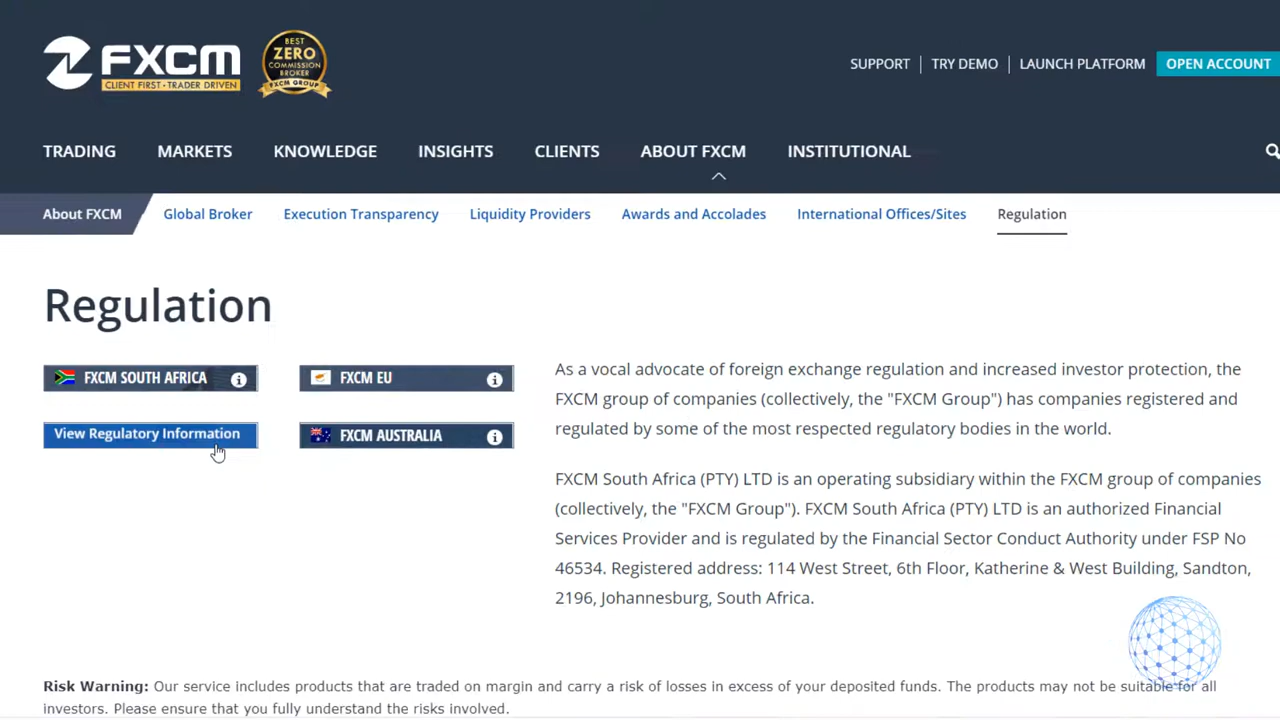 FXCM
CLIENT FIRST · TRADER DRIVEN
BEST
ZERO
COMMISSION
BROKER
FXCM GROUP
SUPPORT
TRY DEMO
LAUNCH PLATFORM
OPEN ACCOUNT
TRADING
MARKETS
KNOWLEDGE
INSIGHTS
CLIENTS
ABOUT FXCM
INSTITUTIONAL
About FXCM
Global Broker
Execution Transparency
Liquidity Providers
Awards and Accolades
International Offices/Sites
Regulation
Regulation
FXCM SOUTH AFRICA
FXCM EU
View Regulatory Information
FXCM AUSTRALIA
As a vocal advocate of foreign exchange regulation and increased investor protection, the
FXCM group of companies (collectively, the "FXCM Group") has companies registered and
regulated by some of the most respected regulatory bodies in the world.
FXCM South Africa (PTY) LTD is an operating subsidiary within the FXCM group of companies
(collectively, the "FXCM Group"). FXCM South Africa (PTY) LTD is an authorized Financial
Services Provider and is regulated by the Financial Sector Conduct Authority under FSP No
46534. Registered address: 114 West Street, 6th Floor, Katherine & West Building, Sandton,
2196, Johannesburg, South Africa.
Risk Warning: Our service includes products that are traded on margin and carry a risk of losses in excess of your deposited funds. The products may not be suitable for all
investors. Please ensure that you fully understand the risks involved.